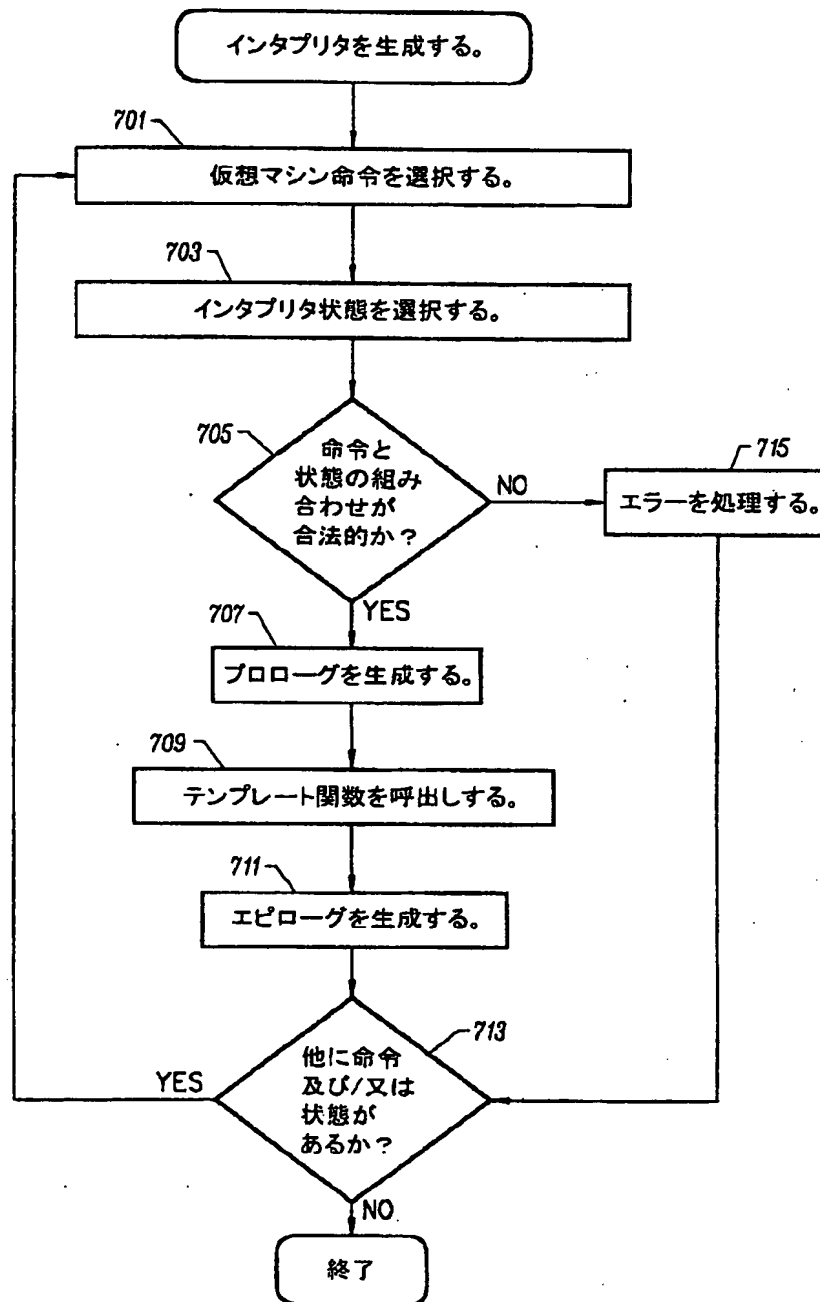 インタプリタを生成する。
701
仮想マシン命令を選択する。
703
インタプリタ状態を選択する。
705
命令と
状態の組み
合わせが
合法的か？
NO
715
エラーを処理する。
YES
707
プロローグを生成する。
709
テンプレート関数を呼出しする。
711
エピローグを生成する。
713
他に命令
及び/又は
状態が
あるか？
YES
NO
終了